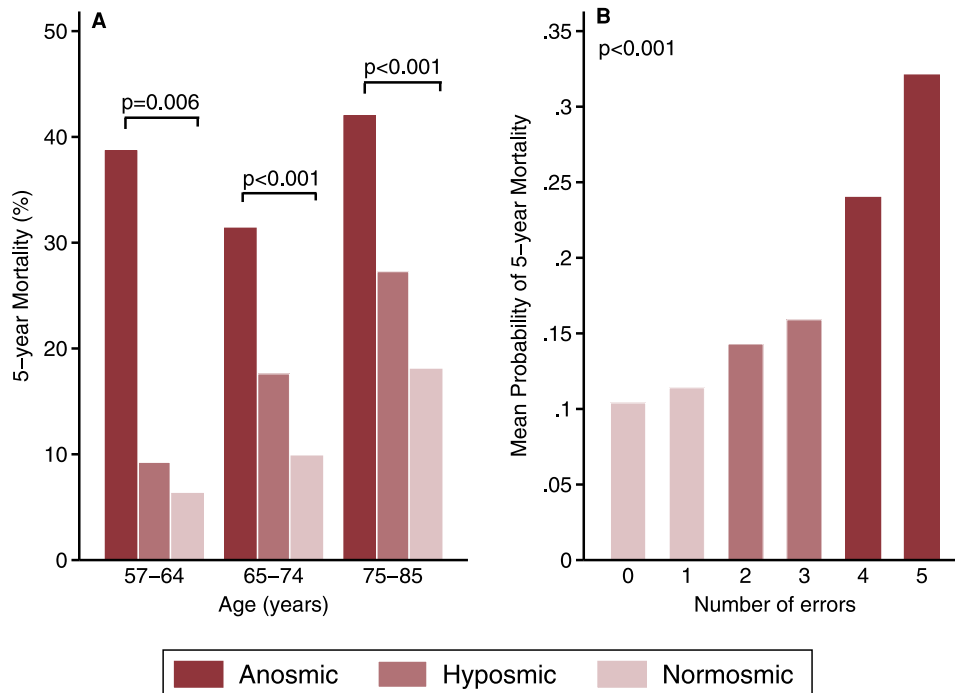 A
5−year Mortality (%)
50
40
30
20
10
0
p=0.006
p<0.001
p<0.001
57−64 65−74 75−85
Age (years)
B
p<0.001
Mean Probability of 5−year Mortality
.35
.3
.25
.2
.15
.1
.05
0
0 1 2 3 4 5
Number of errors
Anosmic Hyposmic Normosmic